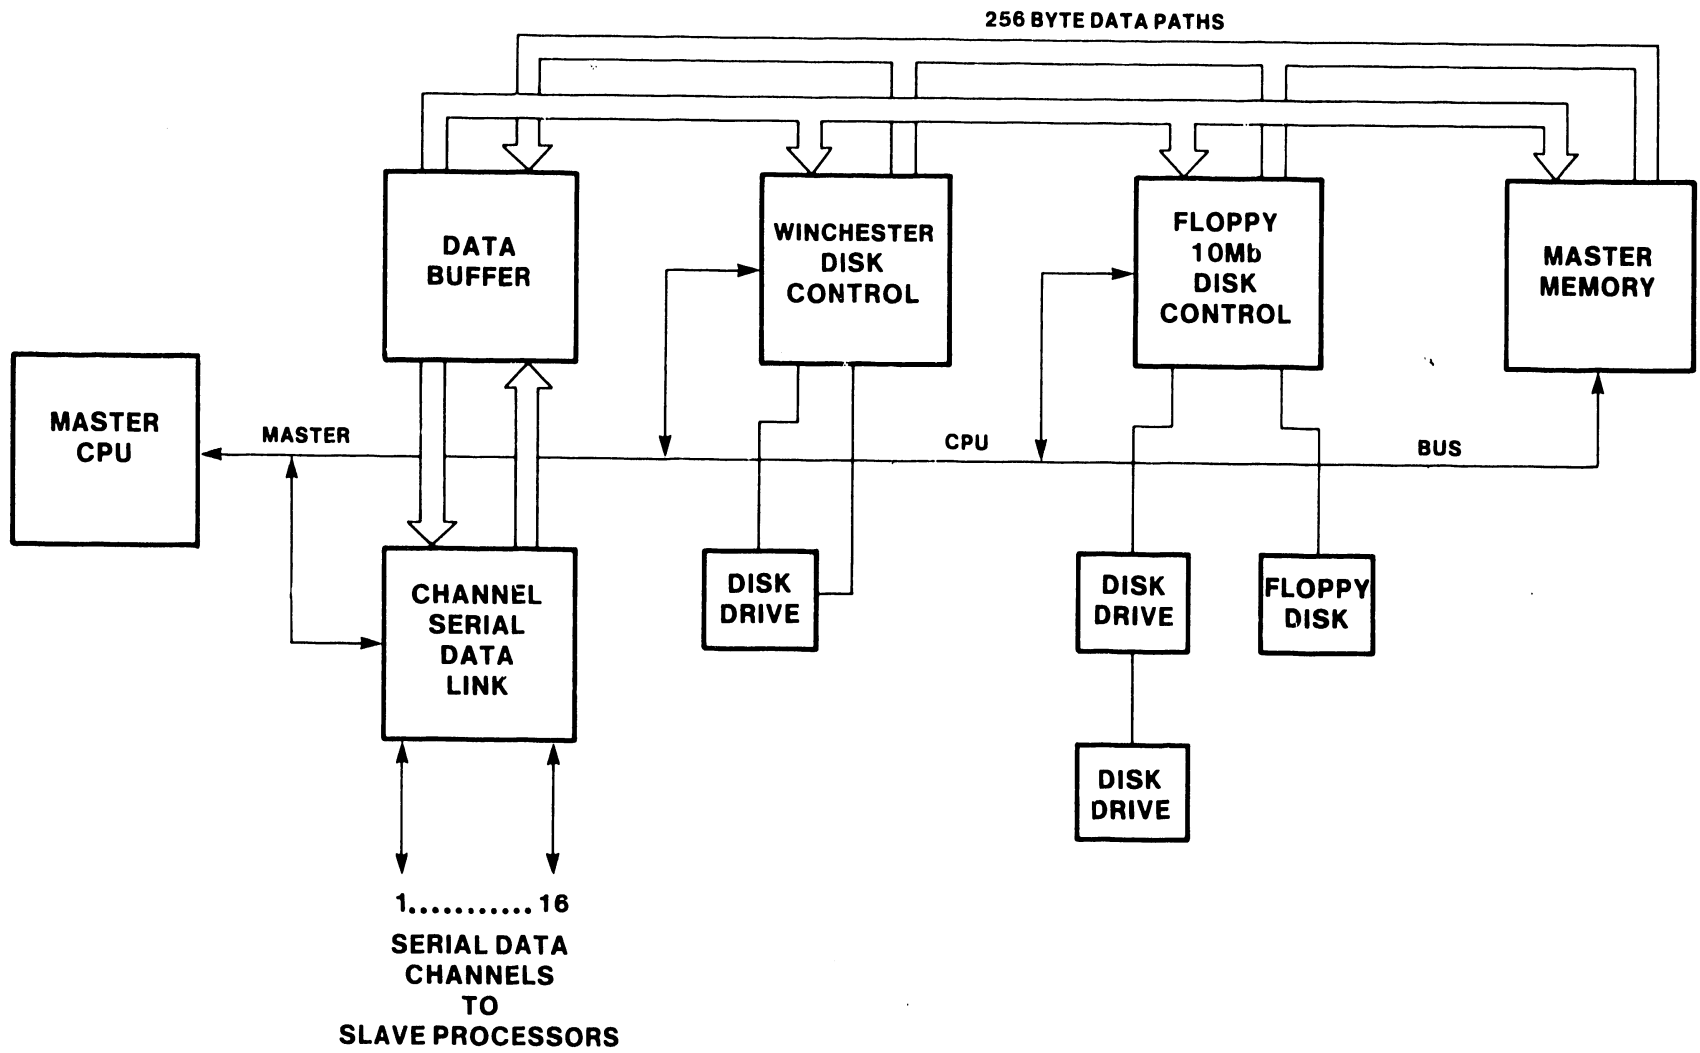 256 BYTE DATA PATHS
DATA
BUFFER
WINCHESTER
DISK
CONTROL
FLOPPY
10Mb
DISK
CONTROL
MASTER
MEMORY
MASTER
CPU
MASTER
CPU
BUS
CHANNEL
SERIAL
DATA
LINK
DISK
DRIVE
DISK
DRIVE
FLOPPY
DISK
DISK
DRIVE
1...........16
SERIAL DATA
CHANNELS
TO
SLAVE PROCESSORS